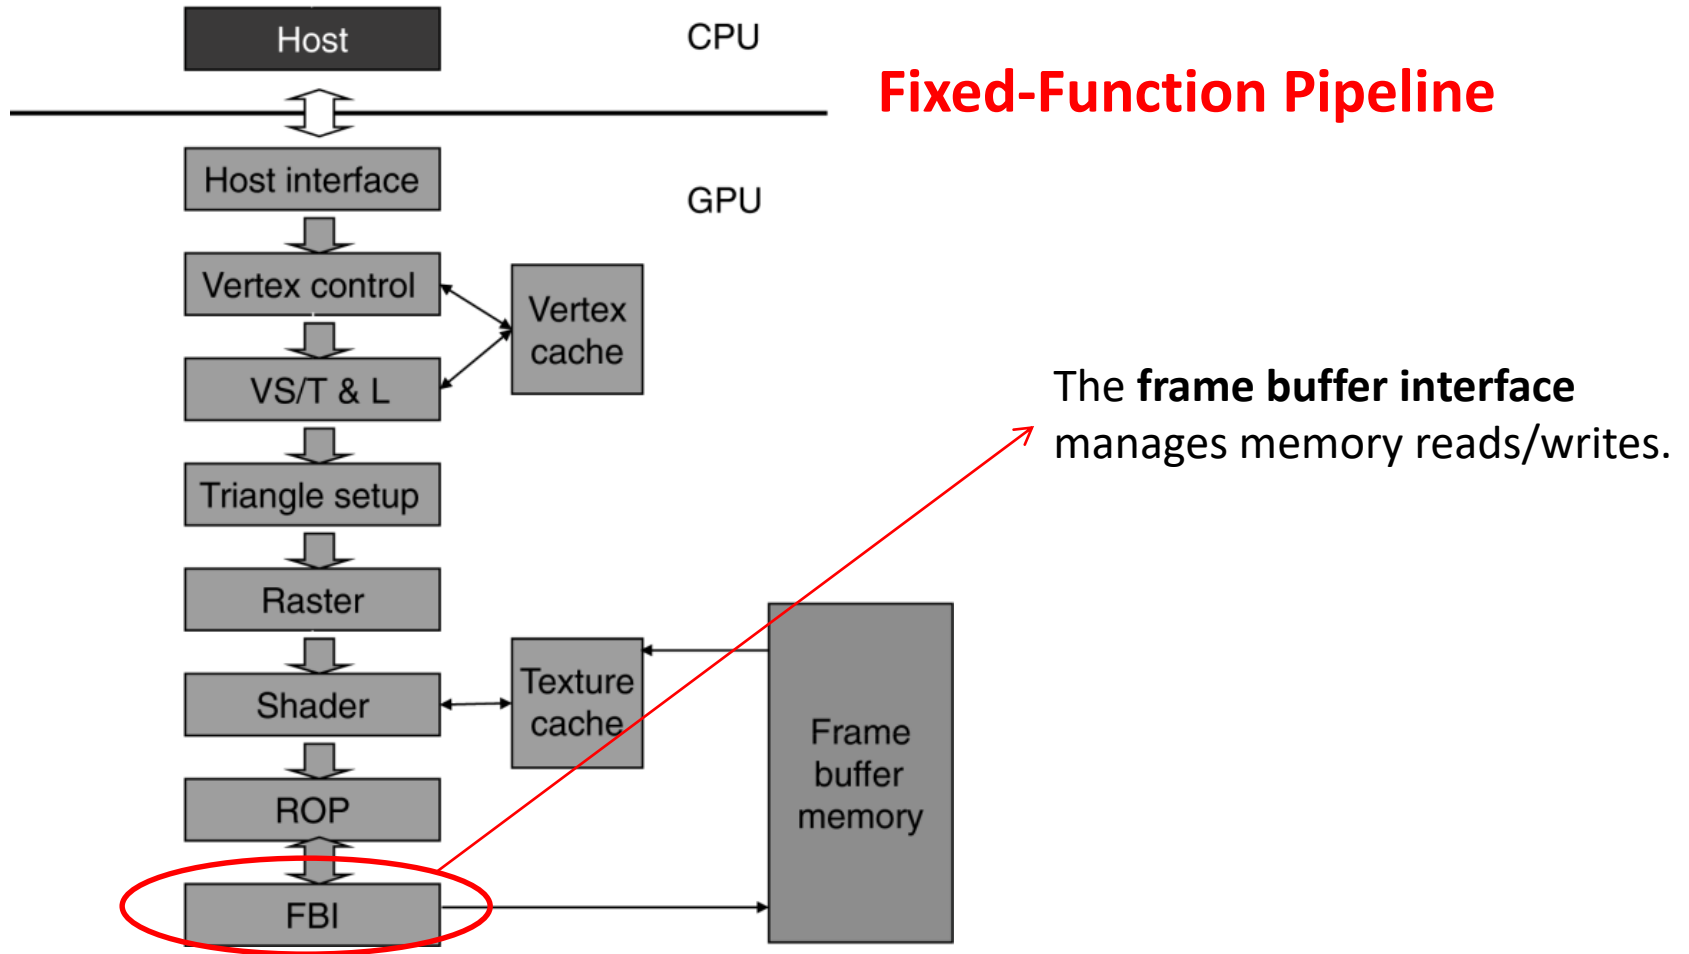 Host
CPU
Fixed-Function Pipeline
Host interface
GPU
Vertex control
Vertex
cache
VS/T & L
The frame buffer interface
manages memory reads/writes.
Triangle setup
Raster
Shader
Texture
cache
Frame
buffer
memory
ROP
FBI